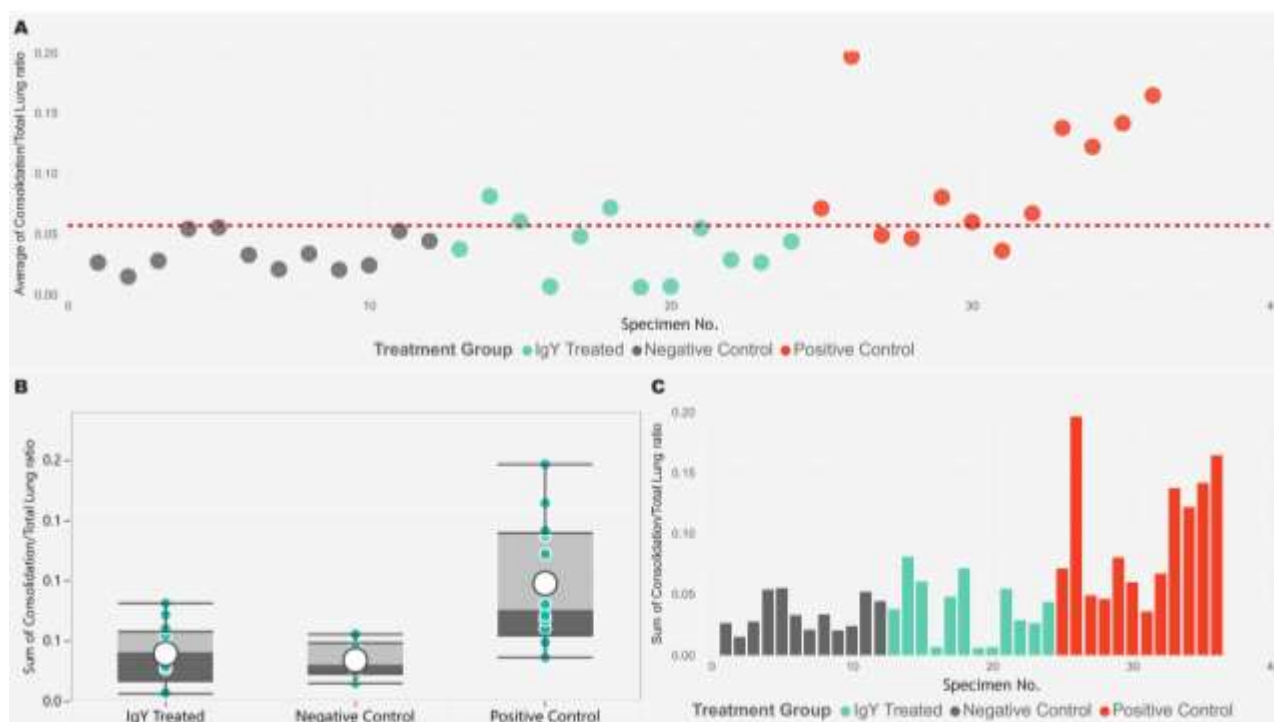 A
Average of Consolidation/Total Lung ratio
0.20
0.15
0.10
0.05
0.00
0 10 20 30 40
Specimen No.
Treatment Group IgY Treated Negative Control Positive Control
B
Sum of Consolidation/Total Lung ratio
0.2
0.1
0.1
0.1
0.0
IgY Treated Negative Control Positive Control
C
Sum of Consolidation/Total Lung ratio
0.20
0.15
0.10
0.05
0.00
0 10 20 30
Specimen No.
Treatment Group IgY Treated Negative Control Positive Control